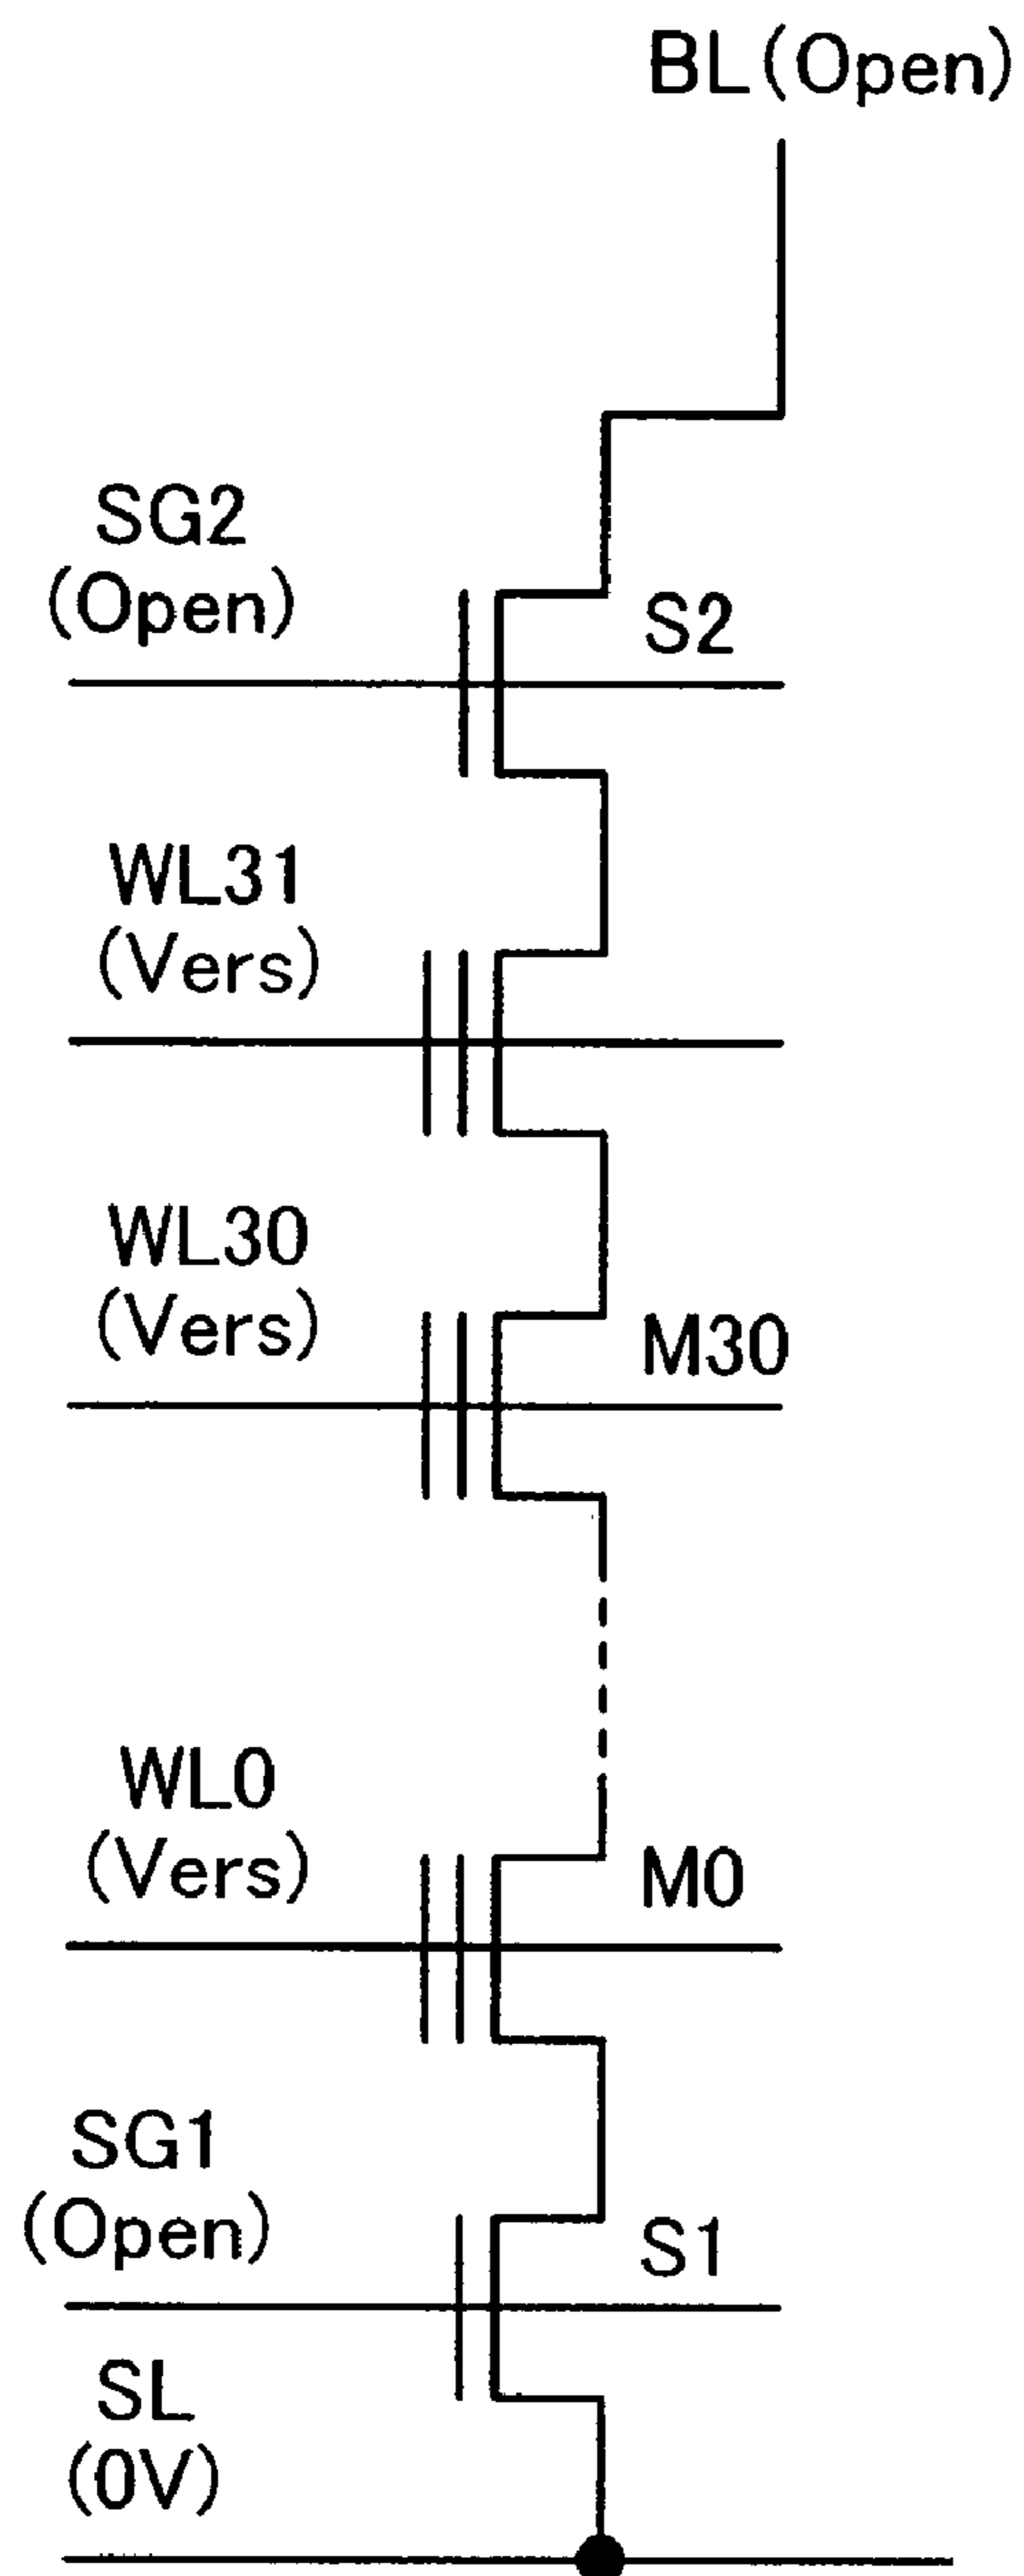 BL(Open)
SG2
(Open)
S2
WL31
(Vers)
WL30
(Vers)
M30
WL0
(Vers)
M0
SG1
(Open)
S1
SL
(0V)